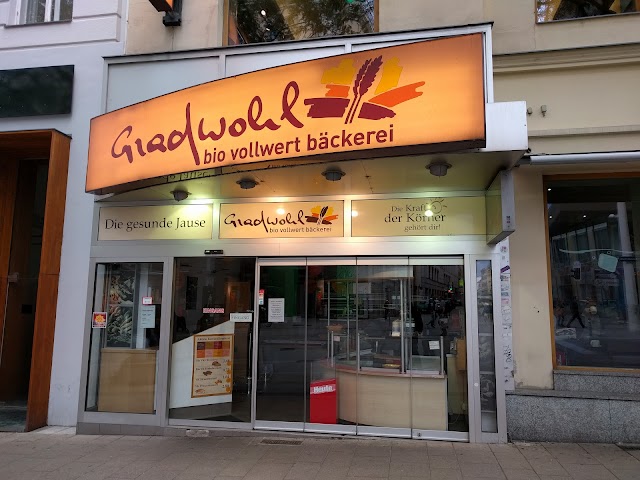 Gradwohl
bio vollwert bäckerei
Die gesunde Jause
Gradwohl
bio vollwert bäckerei
Die Kraft
der Körner
gehört dir!